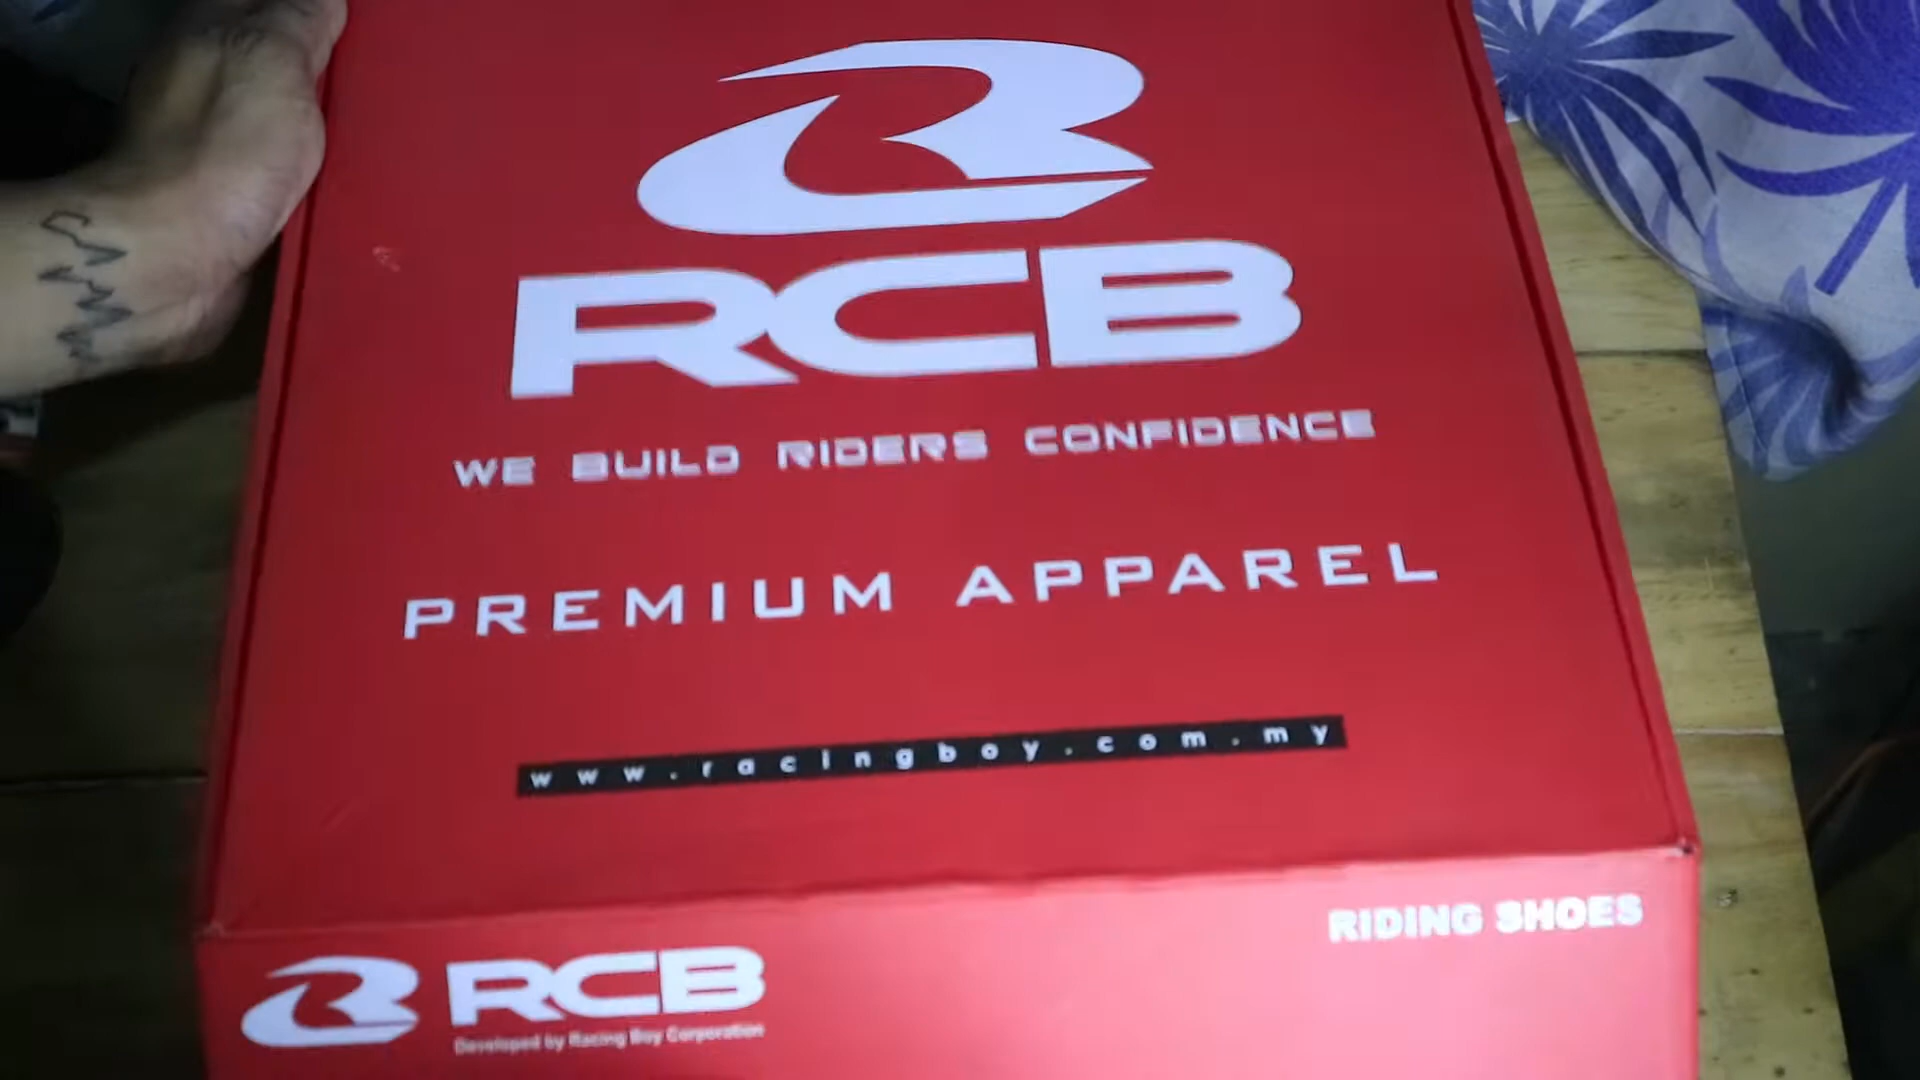 RCB
WE BUILD RIDERS CONFIDENCE
PREMIUM APPAREL
www.racingboy.com.my
RIDING SHOES
RCB
Developed by Racing Boy Corporation